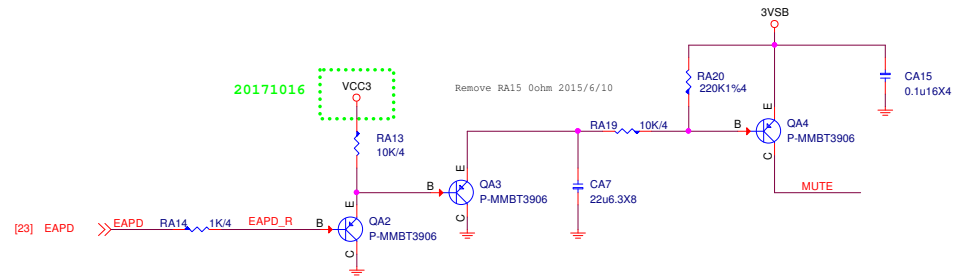 3VSB
20171016
VCC3
Remove RA15 0ohm 2015/6/10
RA20
220K1%4
CA15
0.1u16X4
RA13
10K/4
RA19 10K/4
B
E
C
QA4
P-MMBT3906
MUTE
B
E
C
QA3
P-MMBT3906
CA7
22u6.3X8
[23] EAPD
EAPD
RA14
1K/4
EAPD_R
B
E
C
QA2
P-MMBT3906